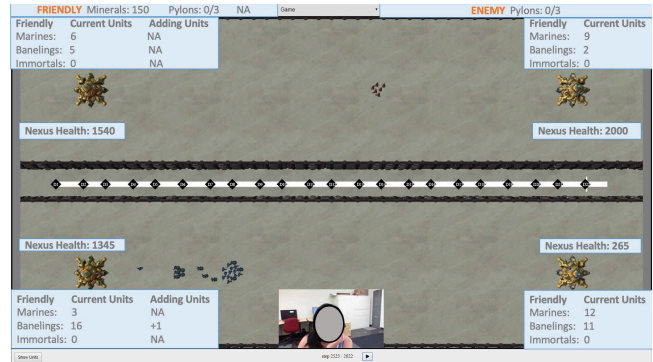 FRIENDLY Minerals: 150 Pylons: 0/3 NA
Game
ENEMY Pylons: 0/3
Friendly Current Units Adding Units
Marines: 6 NA
Banelings: 5 NA
Immortals: 0 NA
Friendly Current Units
Marines: 9
Banelings: 2
Immortals: 0
Nexus Health: 1540
Nexus Health: 2000
Nexus Health: 1345
Nexus Health: 265
Friendly Current Units Adding Units
Marines: 3 NA
Banelings: 16 +1
Immortals: 0 NA
Friendly Current Units
Marines: 12
Banelings: 11
Immortals: 0
Show Units
step 2523 / 2622